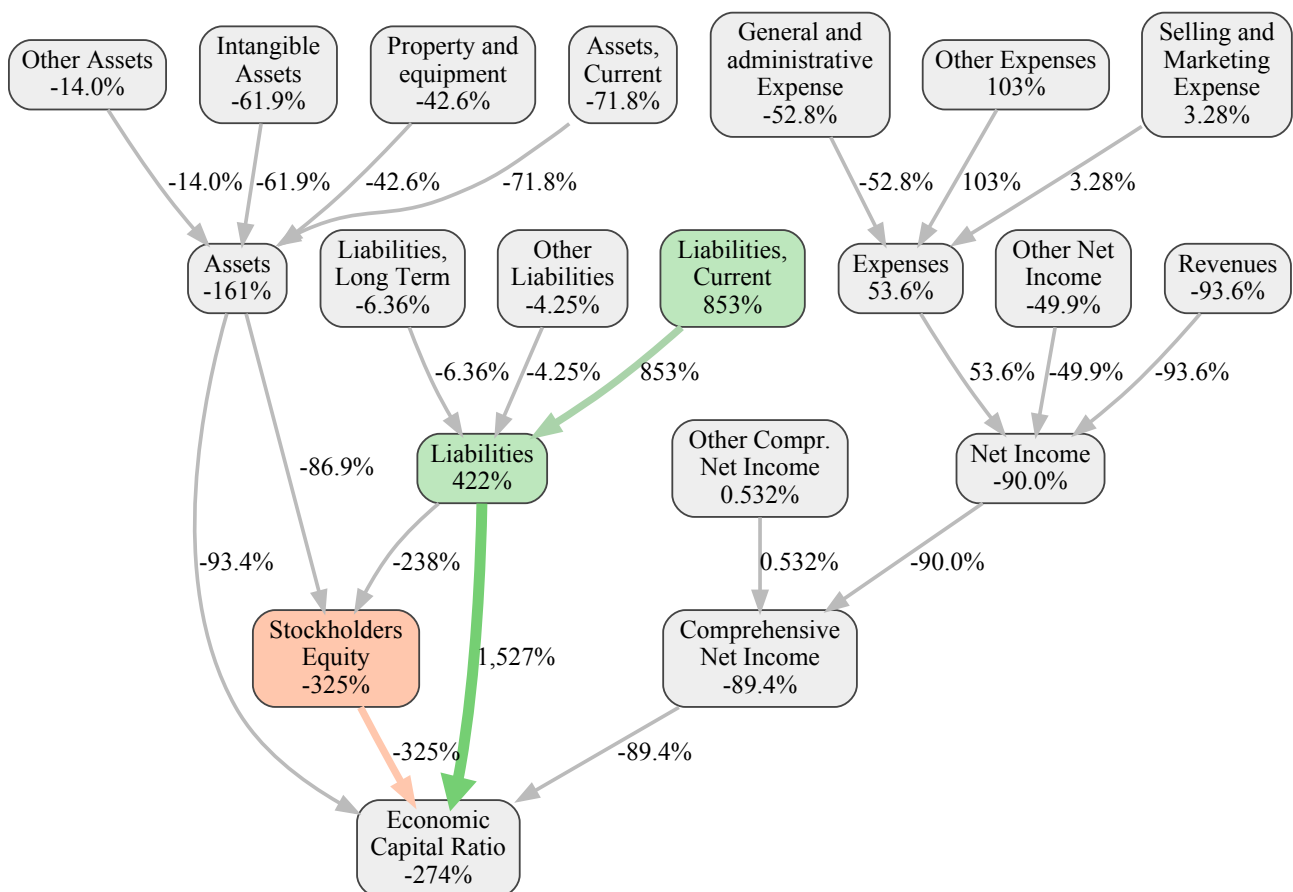 Other Assets
-14.0%
Intangible
Assets
-61.9%
Property and
equipment
-42.6%
Assets,
Current
-71.8%
General and
administrative
Expense
-52.8%
Other Expenses
103%
Selling and
Marketing
Expense
3.28%
-14.0%
-61.9%
-42.6%
-71.8%
-52.8%
103%
3.28%
Assets
-161%
Liabilities,
Long Term
-6.36%
Other
Liabilities
-4.25%
Liabilities,
Current
853%
Expenses
53.6%
Other Net
Income
-49.9%
Revenues
-93.6%
-6.36%
-4.25%
853%
53.6%
-49.9%
-93.6%
-86.9%
Liabilities
422%
Other Compr.
Net Income
0.532%
Net Income
-90.0%
-93.4%
-238%
0.532%
-90.0%
Stockholders
Equity
-325%
1,527%
Comprehensive
Net Income
-89.4%
-325%
-89.4%
Economic
Capital Ratio
-274%